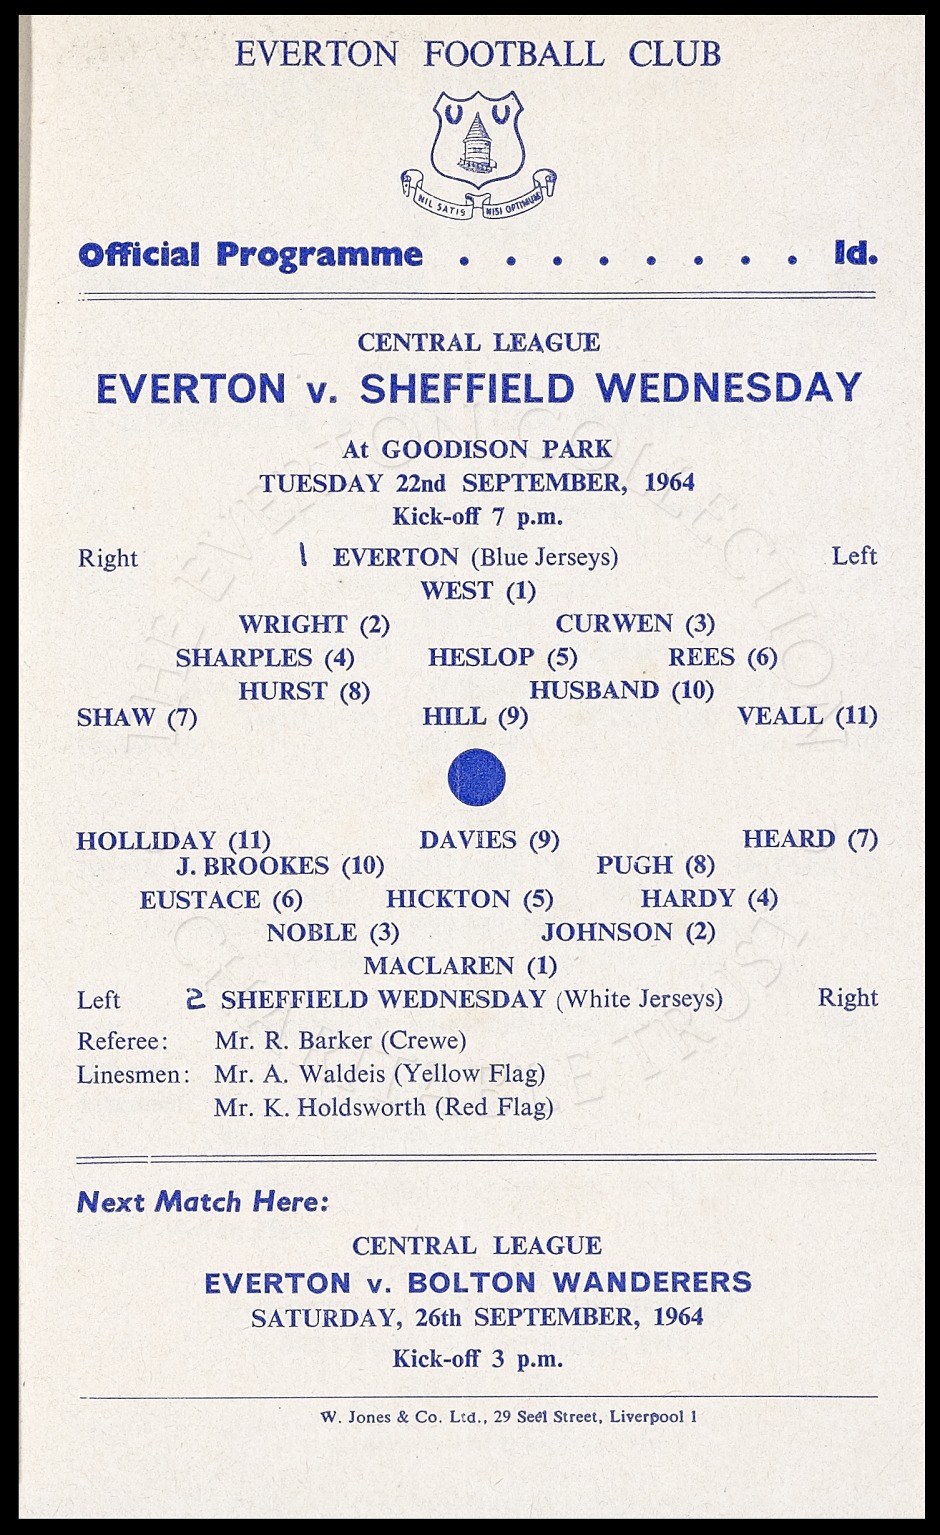 EVERTON FOOTBALL CLUB
NIL SATIS NISI OPTIMUM
Official Programme . . . . . . . . 1d.
CENTRAL LEAGUE
EVERTON v. SHEFFIELD WEDNESDAY
At GOODISON PARK
TUESDAY 22nd SEPTEMBER, 1964
Kick-off 7 p.m.
Right 1 EVERTON (Blue Jerseys) Left
WEST (1)
WRIGHT (2) CURWEN (3)
SHARPLES (4) HESLOP (5) REES (6)
HURST (8) HUSBAND (10)
SHAW (7) HILL (9) VEALL (11)
HOLLIDAY (11) DAVIES (9) HEARD (7)
J. BROOKES (10) PUGH (8)
EUSTACE (6) HICKTON (5) HARDY (4)
NOBLE (3) JOHNSON (2)
MACLAREN (1)
Left 2 SHEFFIELD WEDNESDAY (White Jerseys) Right
Referee: Mr. R. Barker (Crewe)
Linesmen: Mr. A. Waldeis (Yellow Flag)
Mr. K. Holdsworth (Red Flag)
Next Match Here:
CENTRAL LEAGUE
EVERTON v. BOLTON WANDERERS
SATURDAY, 26th SEPTEMBER, 1964
Kick-off 3 p.m.
W. Jones & Co. Ltd., 29 Seel Street, Liverpool 1
THE EVERTON COLLECTION
CHARITABLE TRUST